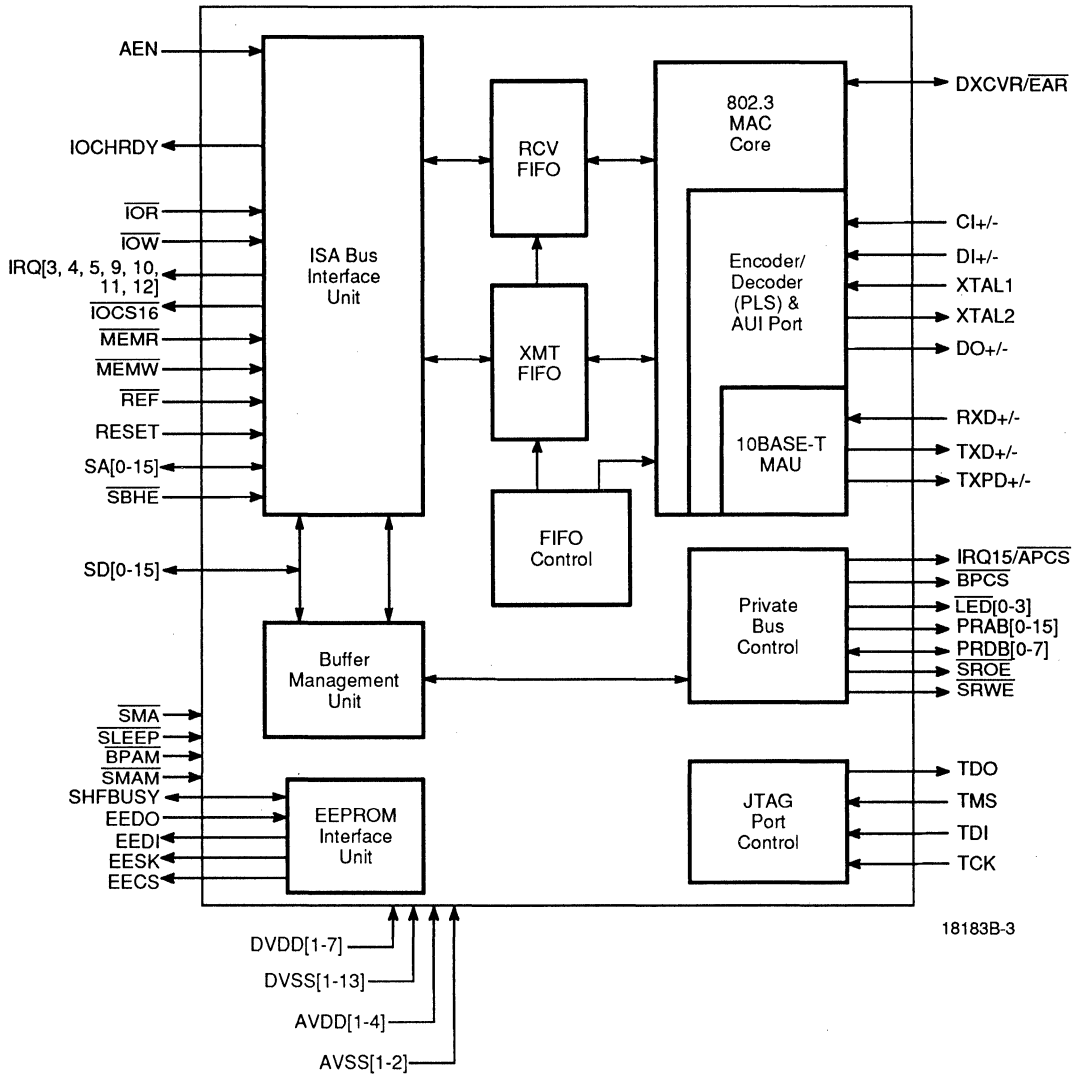 AEN
IOCHRDY
IOR
IOW
IRQ[3, 4, 5, 9, 10,
11, 12]
IOCS16
MEMR
MEMW
REF
RESET
SA[0-15]
SBHE
SD[0-15]
SMA
SLEEP
BPAM
SMAM
SHFBUSY
EEDO
EEDI
EESK
EECS
ISA Bus
Interface
Unit
Buffer
Management
Unit
EEPROM
Interface
Unit
RCV
FIFO
XMT
FIFO
FIFO
Control
802.3
MAC
Core
Encoder/
Decoder
(PLS) &
AUI Port
10BASE-T
MAU
Private
Bus
Control
JTAG
Port
Control
DXCVR/EAR
CI+/-
DI+/-
XTAL1
XTAL2
DO+/-
RXD+/-
TXD+/-
TXPD+/-
IRQ15/APCS
BPCS
LED[0-3]
PRAB[0-15]
PRDB[0-7]
SROE
SRWE
TDO
TMS
TDI
TCK
DVDD[1-7]
DVSS[1-13]
AVDD[1-4]
AVSS[1-2]
18183B-3